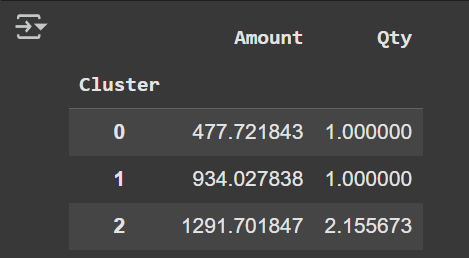 Amount Qty
Cluster
0 477.721843 1.000000
1 934.027838 1.000000
2 1291.701847 2.155673